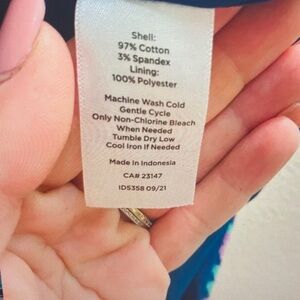 Shell:
97% Cotton
3% Spandex
Lining:
100% Polyester
Machine Wash Cold
Gentle Cycle
Only Non-Chlorine Bleach
When Needed
Tumble Dry Low
Cool Iron If Needed
Made in Indonesia
CA# 23147
ID5358 09/21